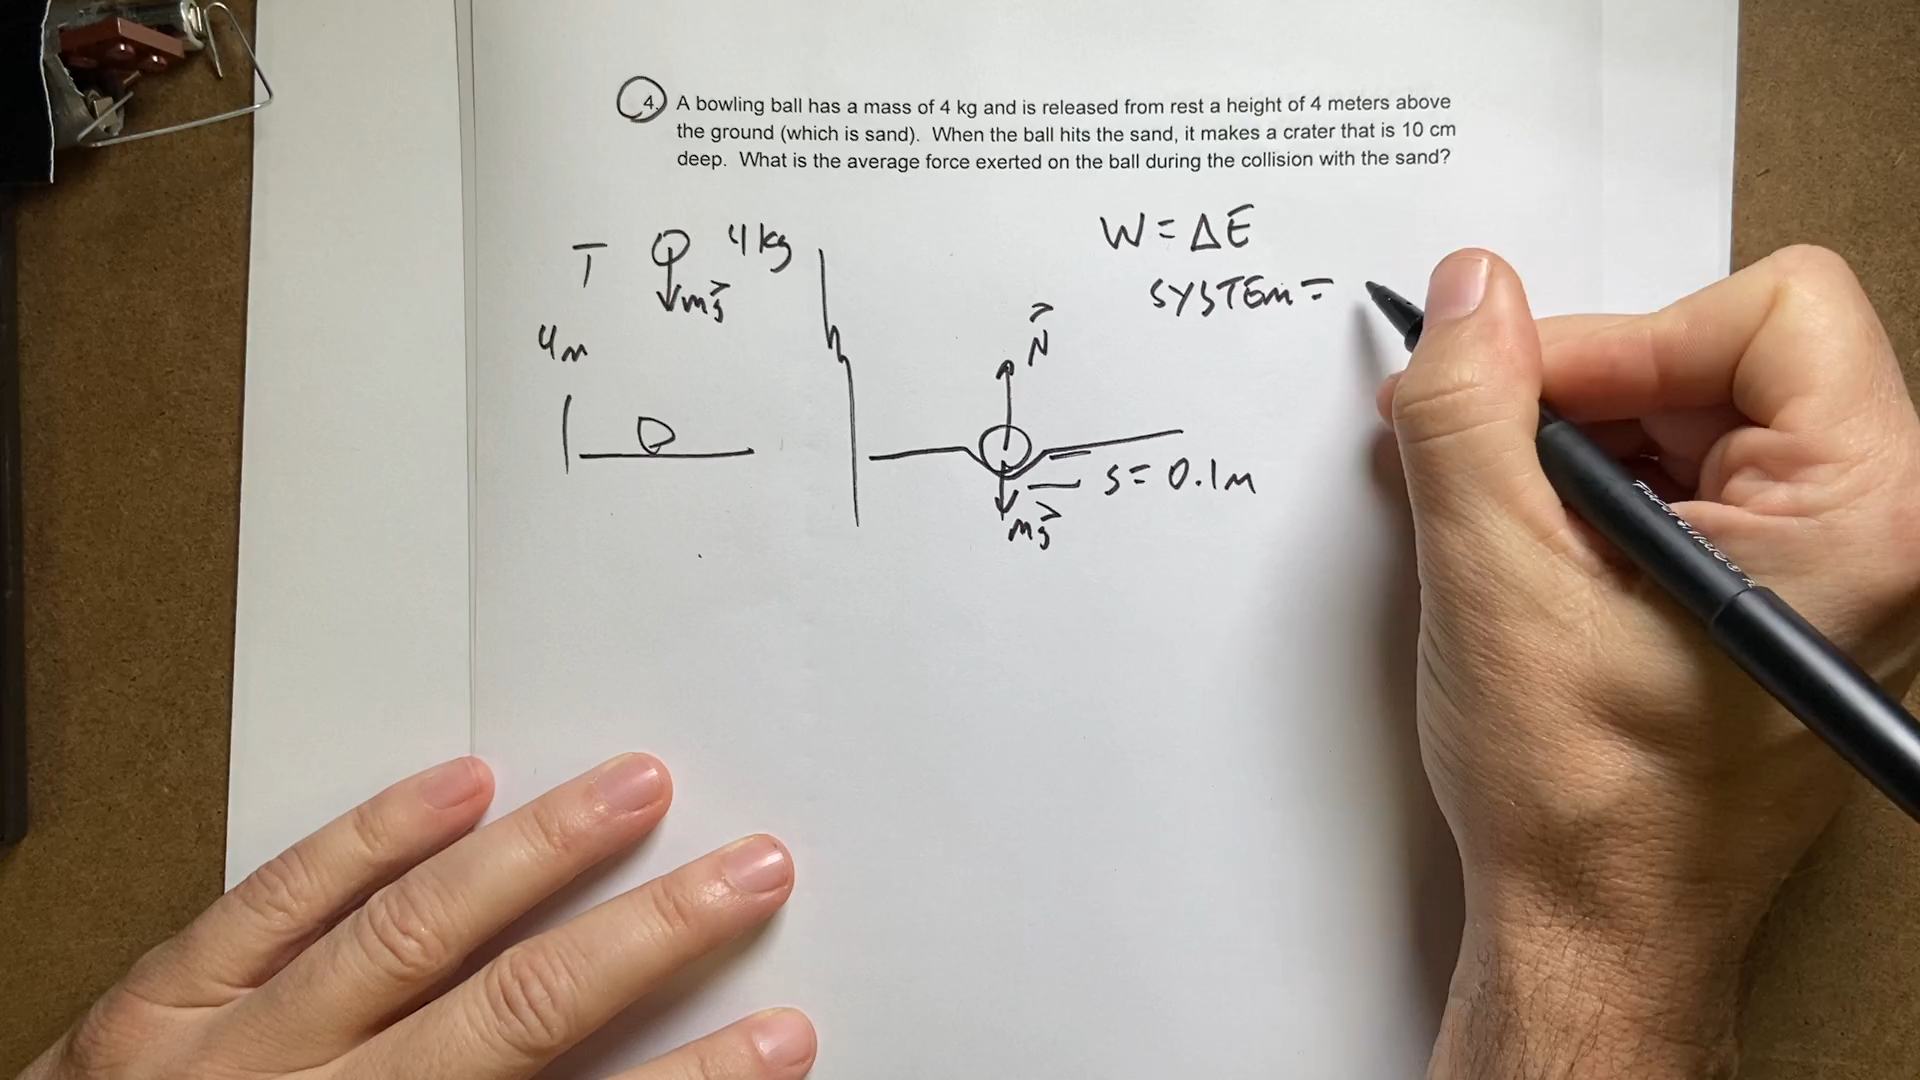 4. A bowling ball has a mass of 4 kg and is released from rest a height of 4 meters above
the ground (which is sand). When the ball hits the sand, it makes a crater that is 10 cm
deep. What is the average force exerted on the ball during the collision with the sand?
W = ΔE
SYSTEM =
4 kg
mg
4m
N
s = 0.1m
mg